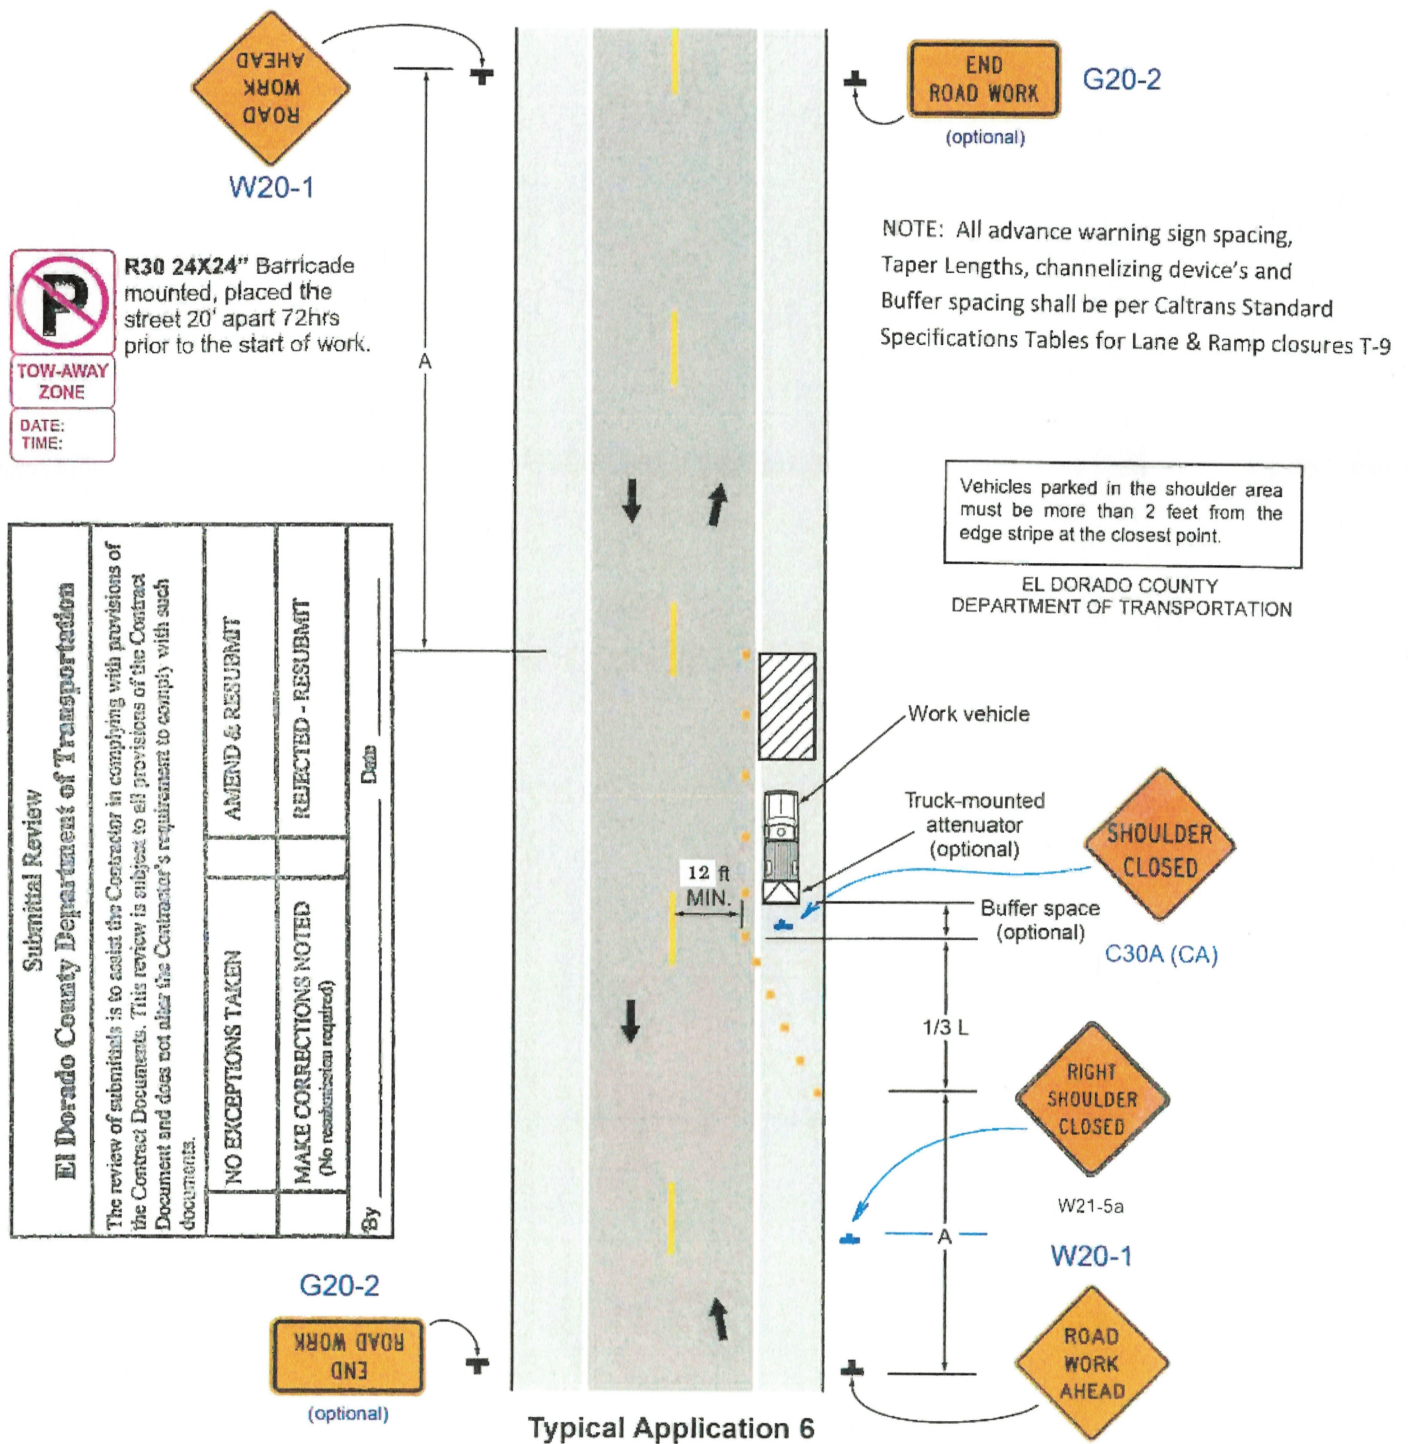 ROAD
WORK
AHEAD
W20-1
END
ROAD WORK
(optional)
G20-2
P
TOW-AWAY
ZONE
DATE:
TIME:
R30 24X24" Barricade
mounted, placed the
street 20' apart 72hrs
prior to the start of work.
NOTE: All advance warning sign spacing,
Taper Lengths, channelizing device's and
Buffer spacing shall be per Caltrans Standard
Specifications Tables for Lane & Ramp closures T-9
A
Vehicles parked in the shoulder area
must be more than 2 feet from the
edge stripe at the closest point.
EL DORADO COUNTY
DEPARTMENT OF TRANSPORTATION
Submittal Review
El Dorado County Department of Transportation
The review of submittals is to assist the Contractor in complying with provisions of
the Contract Documents. This review is subject to all provisions of the Contract
Document and does not alter the Contractor's requirement to comply with such
documents.
NO EXCEPTIONS TAKEN
AMEND & RESUBMIT
MAKE CORRECTIONS NOTED
(No resubmission required)
REJECTED - RESUBMIT
By
Date
Work vehicle
Truck-mounted
attenuator
(optional)
SHOULDER
CLOSED
C30A (CA)
12 ft
MIN.
Buffer space
(optional)
1/3 L
RIGHT
SHOULDER
CLOSED
W21-5a
A
W20-1
ROAD
WORK
AHEAD
G20-2
END
ROAD WORK
(optional)
Typical Application 6